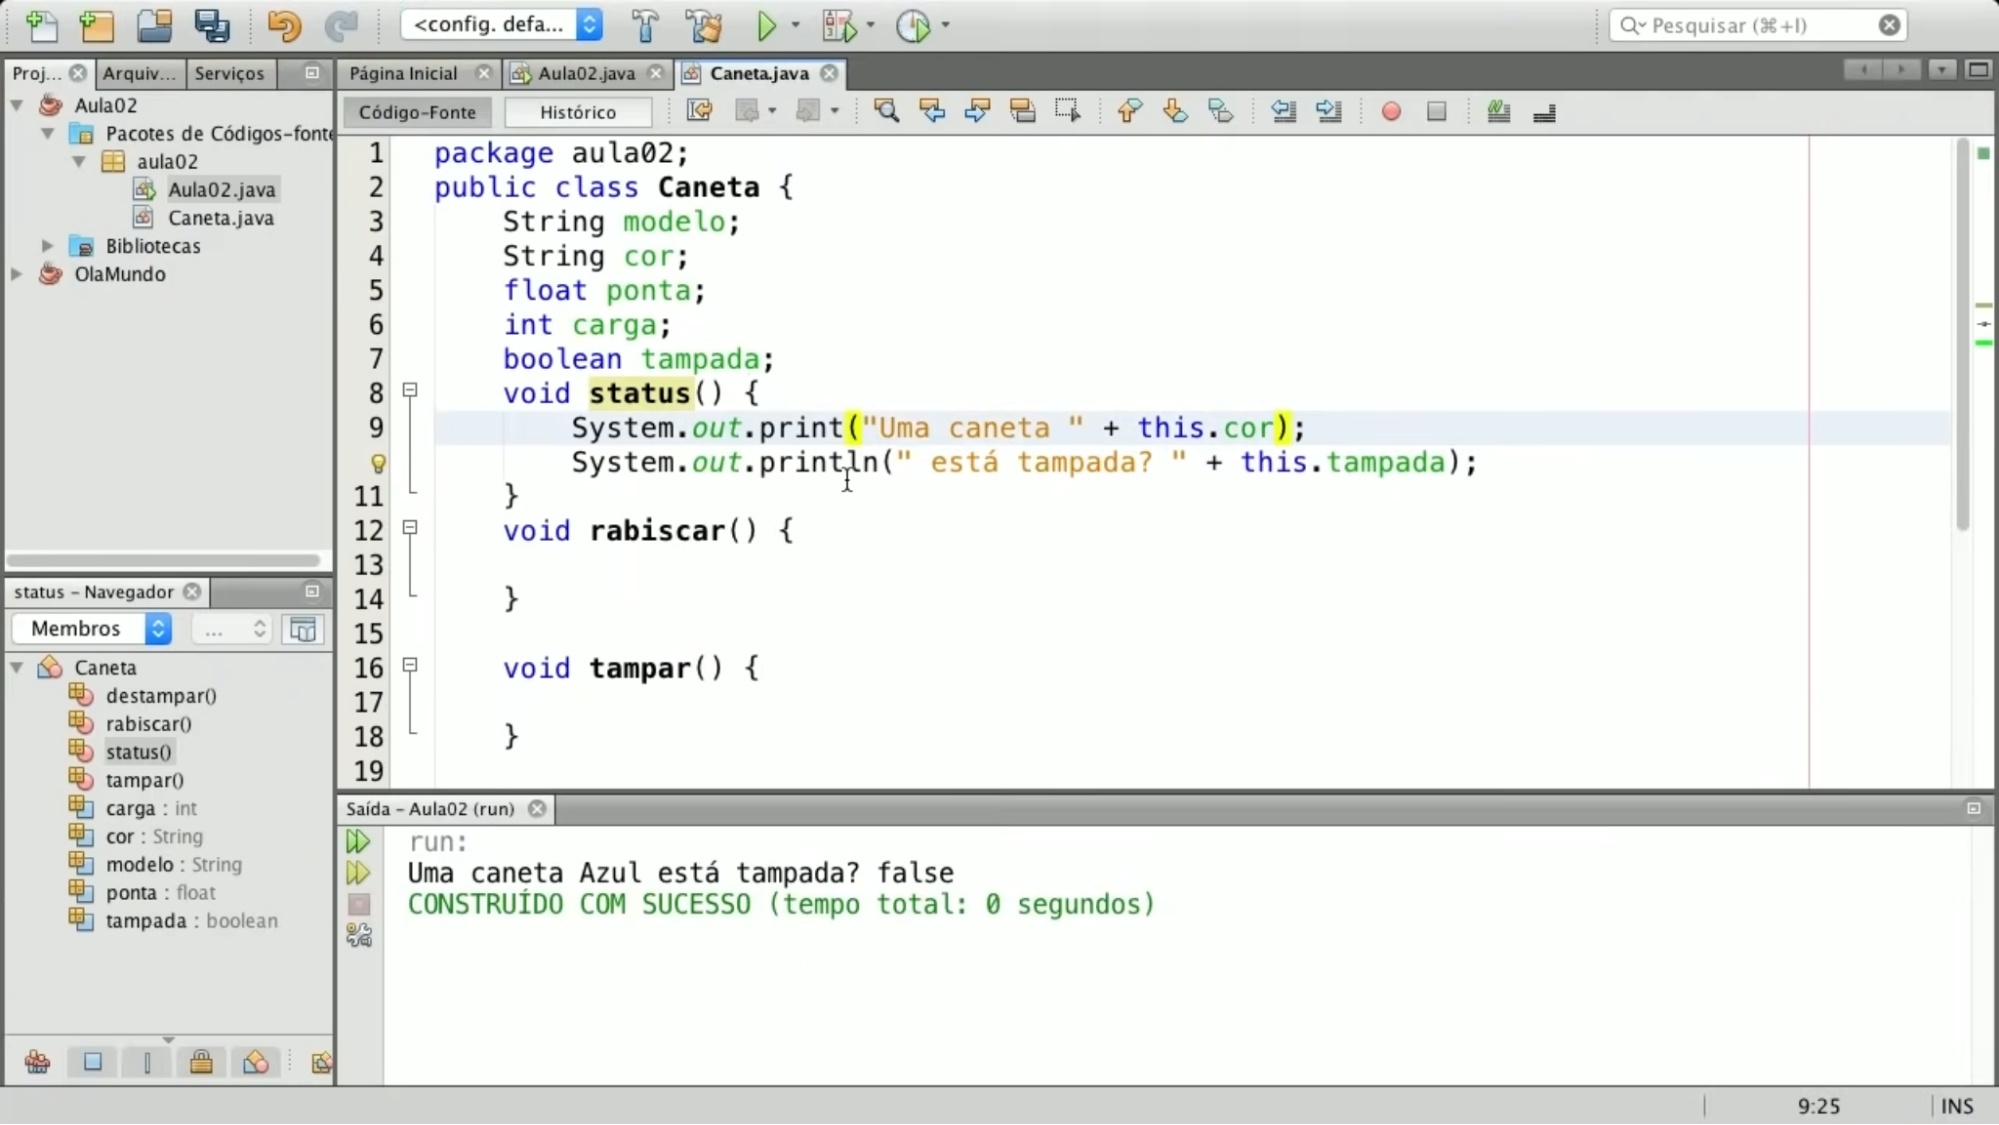 <config. defa...
Pesquisar (⌘+I)
Proj...
Arquiv...
Serviços
Página Inicial
Aula02.java
Caneta.java
Código-Fonte
Histórico
Aula02
Pacotes de Códigos-fonte
aula02
Aula02.java
Caneta.java
Bibliotecas
OlaMundo
1 package aula02;
2 public class Caneta {
3 String modelo;
4 String cor;
5 float ponta;
6 int carga;
7 boolean tampada;
8 void status() {
9 System.out.print("Uma caneta " + this.cor);
System.out.println(" está tampada? " + this.tampada);
11 }
12 void rabiscar() {
13
14 }
15
16 void tampar() {
17
18 }
19
status – Navegador
Membros
...
Caneta
destampar()
rabiscar()
status()
tampar()
carga : int
cor : String
modelo : String
ponta : float
tampada : boolean
Saída – Aula02 (run)
run:
Uma caneta Azul está tampada? false
CONSTRUÍDO COM SUCESSO (tempo total: 0 segundos)
9:25
INS